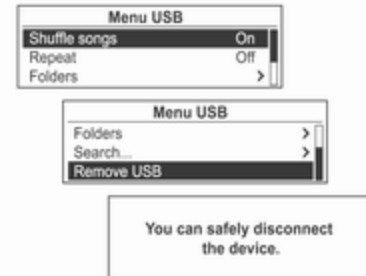 Menu USB
Shuffle songs On
Repeat Off
Folders >
Menu USB
Folders >
Search... >
Remove USB
You can safely disconnect
the device.